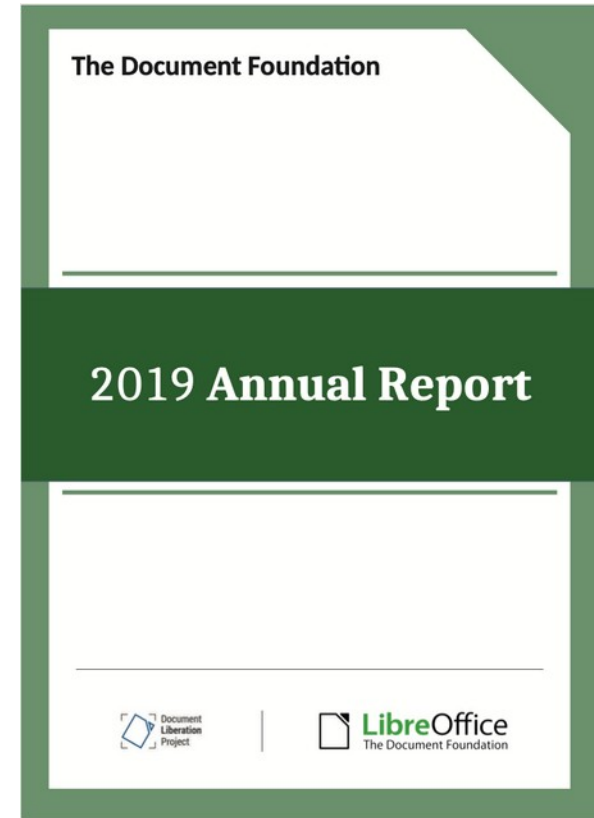 The Document Foundation
2019 Annual Report
Document
Liberation
Project
LibreOffice
The Document Foundation